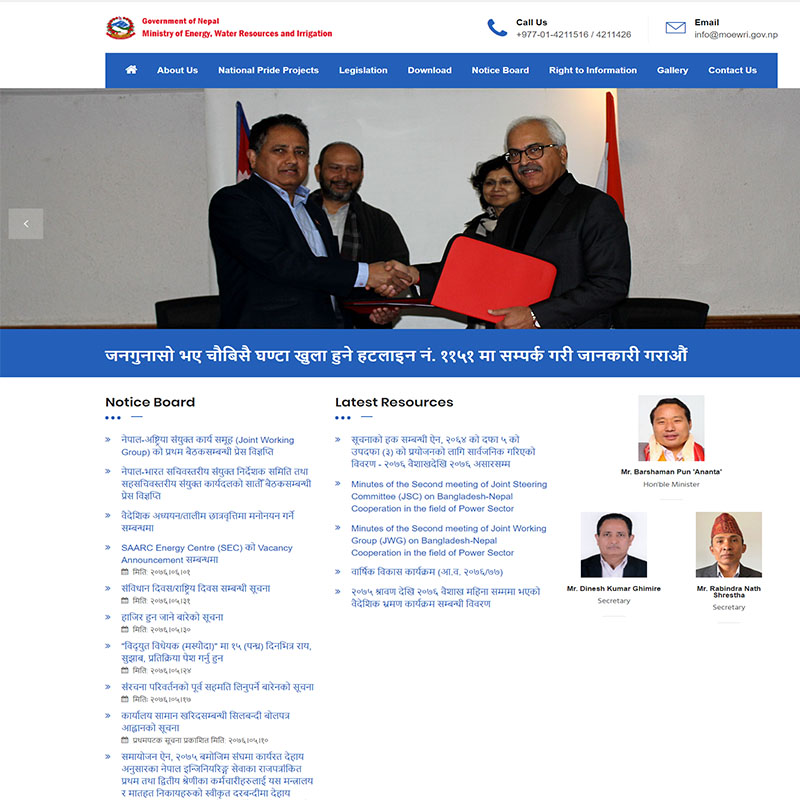 Government of Nepal
Ministry of Energy, Water Resources and Irrigation
Call Us
+977-01-4211516 / 4211426
Email
info@moewri.gov.np
About Us
National Pride Projects
Legislation
Download
Notice Board
Right to Information
Gallery
Contact Us
जनगुनासो भए चौबिसै घण्टा खुला हुने हटलाइन नं. ११५१ मा सम्पर्क गरी जानकारी गराऔं
Notice Board
नेपाल-अष्ट्रिया संयुक्त कार्य समूह (Joint Working
Group) को प्रथम बैठकसम्बन्धी प्रेस विज्ञप्ति
नेपाल-भारत सचिवस्तरीय संयुक्त निर्देशक समिति तथा
सहसचिवस्तरीय संयुक्त कार्यदलको सातौँ बैठकसम्बन्धी
प्रेस विज्ञप्ति
वैदेशिक अध्ययन/तालीम छात्रवृत्तिमा मनोनयन गर्ने
सम्बन्धमा
SAARC Energy Centre (SEC) को Vacancy
Announcement सम्बन्धमा
मिति: २०७६।०६।०१
संविधान दिवस/राष्ट्रिय दिवस सम्बन्धी सूचना
मिति: २०७६।०५।३१
हाजिर हुन जाने बारेको सूचना
मिति: २०७६।०५।३०
"विद्युत विधेयक (मस्यौदा)" मा १५ (पन्ध्र) दिनभित्र राय,
सुझाब, प्रतिक्रिया पेश गर्नु हुन
मिति: २०७६।०५।२४
संरचना परिवर्तनको पूर्व सहमति लिनुपर्ने बारेनको सूचना
मिति: २०७६।०५।१७
कार्यालय सामान खरिदसम्बन्धी सिलबन्दी बोलपत्र
आह्वानको सूचना
प्रथमपटक सूचना प्रकाशित मिति: २०७६।०५।१०
समायोजन ऐन, २०७५ बमोजिम संघमा कार्यरत देहाय
अनुसारका नेपाल इन्जिनियरिङ्ग सेवाका राजपत्रांकित
प्रथम तथा द्वितीय श्रेणीका कर्मचारीहरुलाई यस मन्त्रालय
र मातहत निकायहरुको स्वीकृत दरबन्दीमा देहाय
Latest Resources
सूचनाको हक सम्बन्धी ऐन, २०६४ को दफा ५ को
उपदफा (३) को प्रयोजनको लागि सार्वजनिक गरिएको
विवरण - २०७६ वैशाखदेखि २०७६ असारसम्म
Minutes of the Second meeting of Joint Steering
Committee (JSC) on Bangladesh-Nepal
Cooperation in the field of Power Sector
Minutes of the Second meeting of Joint Working
Group (JWG) on Bangladesh-Nepal
Cooperation in the field of Power Sector
वार्षिक विकास कार्यक्रम (आ.व. २०७६/७७)
२०७५ श्रावण देखि २०७६ वैशाख महिना सम्ममा भएको
वैदेशिक भ्रमण कार्यक्रम सम्बन्धी विवरण
Mr. Barshaman Pun 'Ananta'
Hon'ble Minister
Mr. Dinesh Kumar Ghimire
Secretary
Mr. Rabindra Nath
Shrestha
Secretary